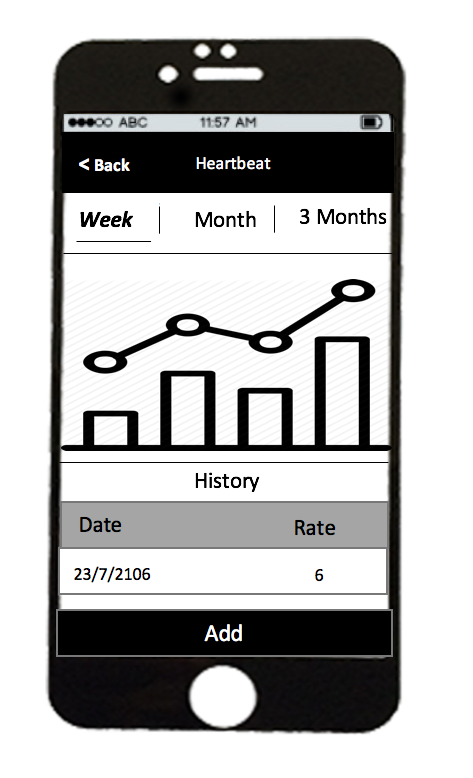 ABC 11:57 AM
< Back Heartbeat
Week Month 3 Months
History
Date Rate
23/7/2106 6
Add